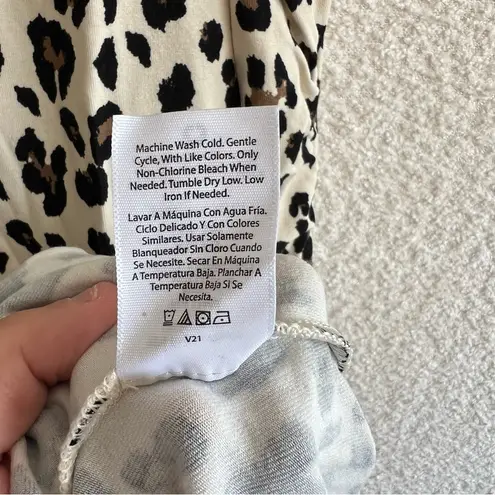 Machine Wash Cold. Gentle
Cycle, With Like Colors. Only
Non-Chlorine Bleach When
Needed. Tumble Dry Low. Low
Iron If Needed.
Lavar A Máquina Con Agua Fría.
Ciclo Delicado Y Con Colores
Similares. Usar Solamente
Blanqueador Sin Cloro Cuando
Se Necesite. Secar En Máquina
A Temperatura Baja. Planchar A
Temperatura Baja Si Se
Necesita.
V21